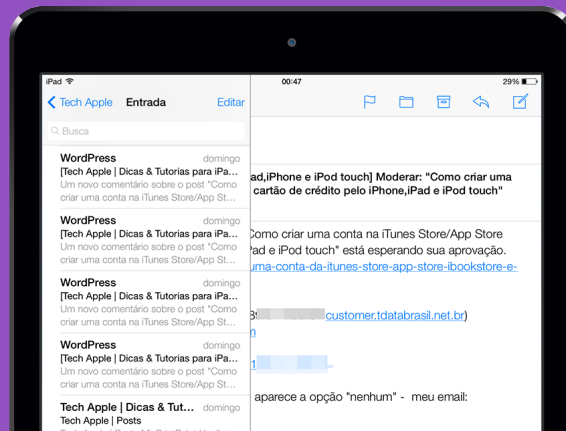 iPad
00:47
29%
Tech Apple
Entrada
Editar
Busca
WordPress domingo
[Tech Apple | Dicas & Tutorias para iPa...
Um novo comentário sobre o post "Como
criar uma conta na iTunes Store/App St...
WordPress domingo
[Tech Apple | Dicas & Tutorias para iPa...
Um novo comentário sobre o post "Como
criar uma conta na iTunes Store/App St...
WordPress domingo
[Tech Apple | Dicas & Tutorias para iPa...
Um novo comentário sobre o post "Como
criar uma conta na iTunes Store/App St...
WordPress domingo
[Tech Apple | Dicas & Tutorias para iPa...
Um novo comentário sobre o post "Como
criar uma conta na iTunes Store/App St...
Tech Apple | Dicas & Tut... domingo
Tech Apple | Posts
ad,iPhone e iPod touch] Moderar: "Como criar uma
cartão de crédito pelo iPhone,iPad e iPod touch"
Como criar uma conta na iTunes Store/App Store
Pad e iPod touch" está esperando sua aprovação.
uma-conta-da-itunes-store-app-store-ibookstore-e-
customer.tdatabrasil.net.br)
aparece a opção "nenhum" - meu email: